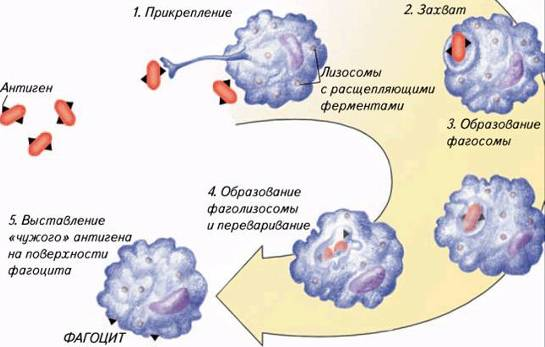 1. Прикрепление
2. Захват
Антиген
Лизосомы
с расщепляющими
ферментами
3. Образование
фагосомы
4. Образование
фаголизосомы
и переваривание
5. Выставление
«чужого» антигена
на поверхности
фагоцита
ФАГОЦИТ